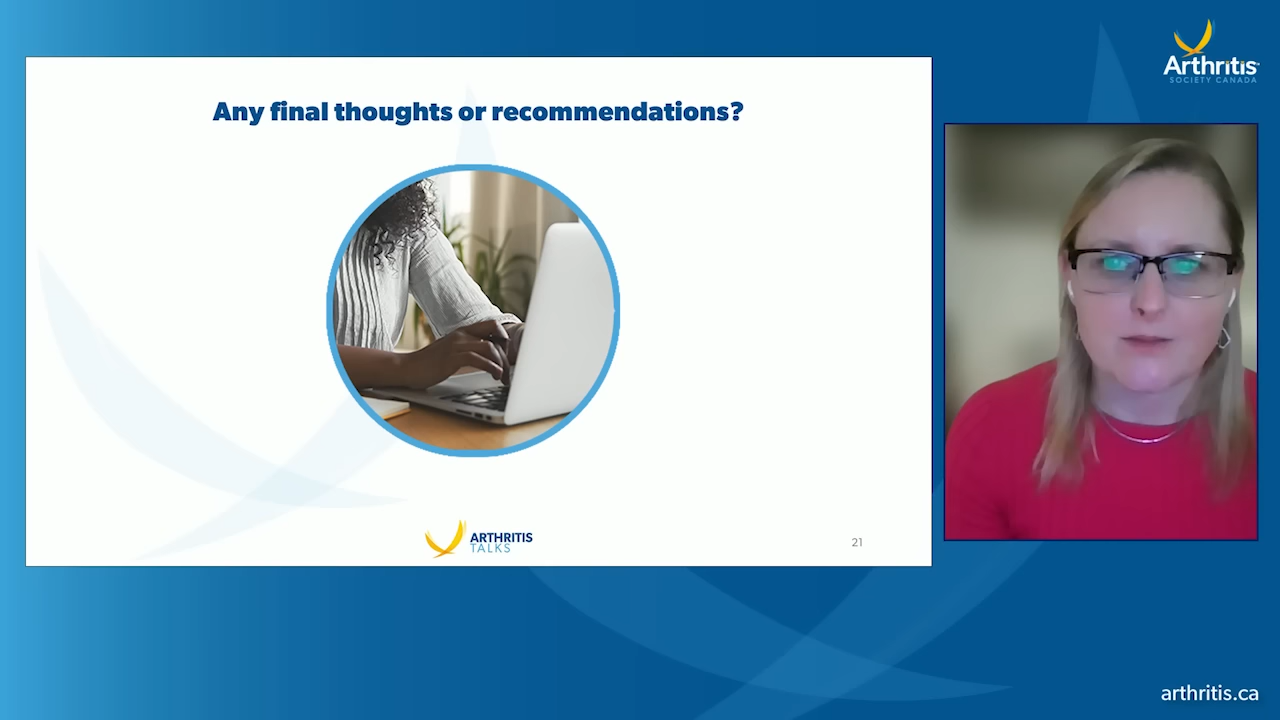 Any final thoughts or recommendations?
ARTHRITIS
TALKS
21
Arthritis
SOCIETY CANADA
arthritis.ca